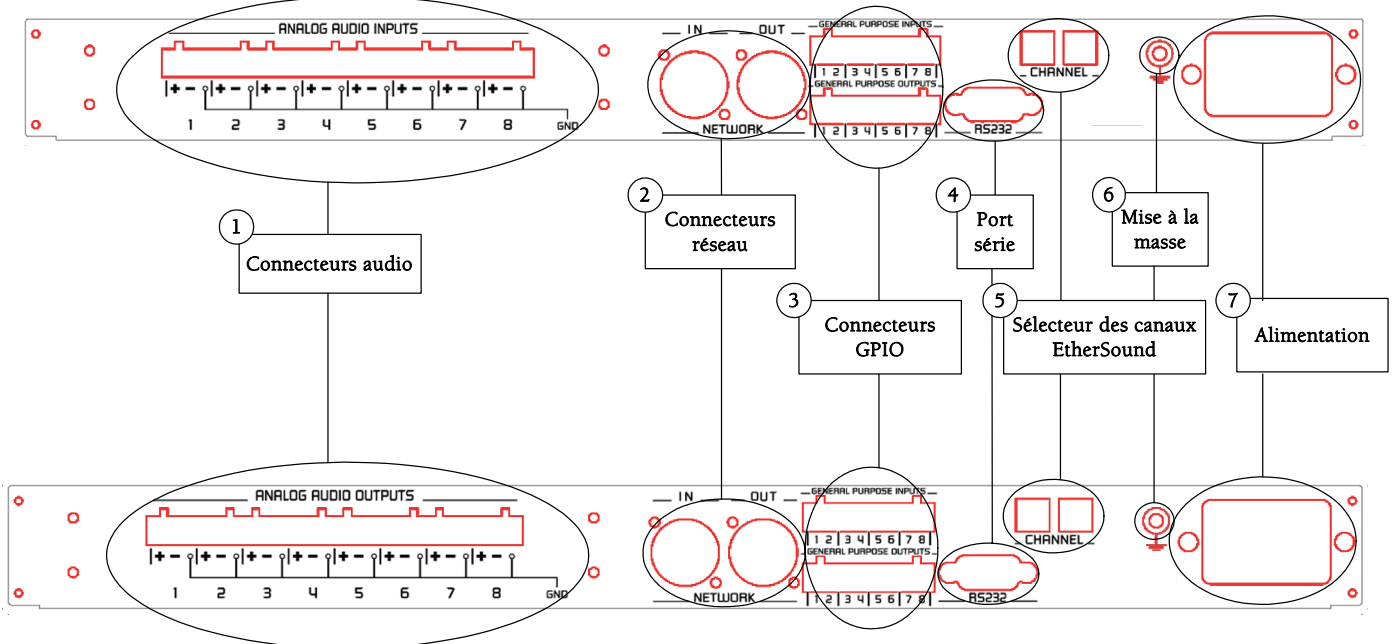 ANALOG AUDIO INPUTS
IN OUT
NETWORK
GENERAL PURPOSE INPUTS
1 2 3 4 5 6 7 8
GENERAL PURPOSE OUTPUTS
1 2 3 4 5 6 7 8
RS232
CHANNEL
+ - + - + - + - + - + - + - + -
1 2 3 4 5 6 7 8 GND
1
Connecteurs audio
2
Connecteurs
réseau
3
Connecteurs
GPIO
4
Port
série
5
Sélecteur des canaux
EtherSound
6
Mise à la
masse
7
Alimentation
ANALOG AUDIO OUTPUTS
IN OUT
NETWORK
GENERAL PURPOSE INPUTS
1 2 3 4 5 6 7 8
GENERAL PURPOSE OUTPUTS
1 2 3 4 5 6 7 8
RS232
CHANNEL
+ - + - + - + - + - + - + - + -
1 2 3 4 5 6 7 8 GND